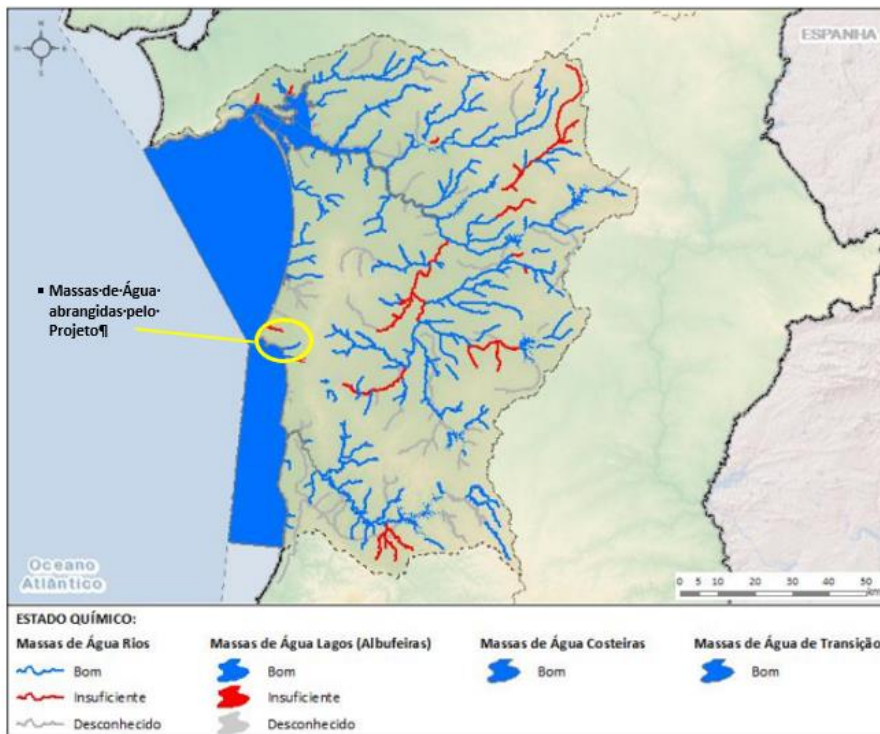 ESPANHA
N
S
▪ Massas·de·Água·
abrangidas·pelo·
Projeto¶
Oceano
Atlântico
0 5 10 20 30 40 50
km
ESTADO QUÍMICO:
Massas de Água Rios
Bom
Insuficiente
Desconhecido
Massas de Água Lagos (Albufeiras)
Bom
Insuficiente
Desconhecido
Massas de Água Costeiras
Bom
Massas de Água de Transição
Bom